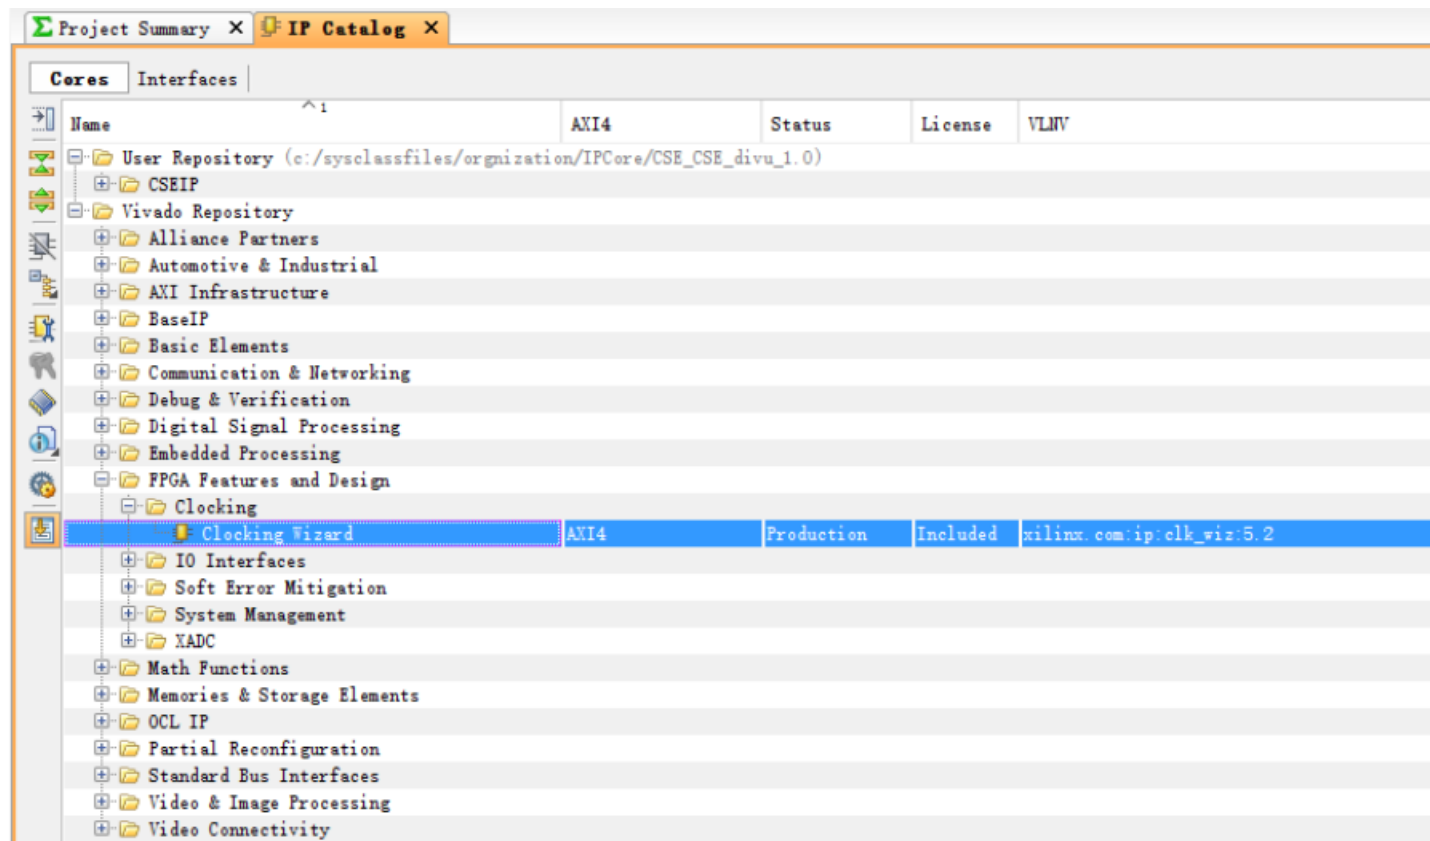 Project Summary X IP Catalog X
Cores Interfaces
Name 1 AXI4 Status License VLNV
User Repository (c:/sysclassfiles/orgnization/IPCore/CSE_CSE_divu_1.0)
CSEIP
Vivado Repository
Alliance Partners
Automotive & Industrial
AXI Infrastructure
BaseIP
Basic Elements
Communication & Networking
Debug & Verification
Digital Signal Processing
Embedded Processing
FPGA Features and Design
Clocking
Clocking Wizard AXI4 Production Included xilinx.com:ip:clk_wiz:5.2
IO Interfaces
Soft Error Mitigation
System Management
XADC
Math Functions
Memories & Storage Elements
OCL IP
Partial Reconfiguration
Standard Bus Interfaces
Video & Image Processing
Video Connectivity